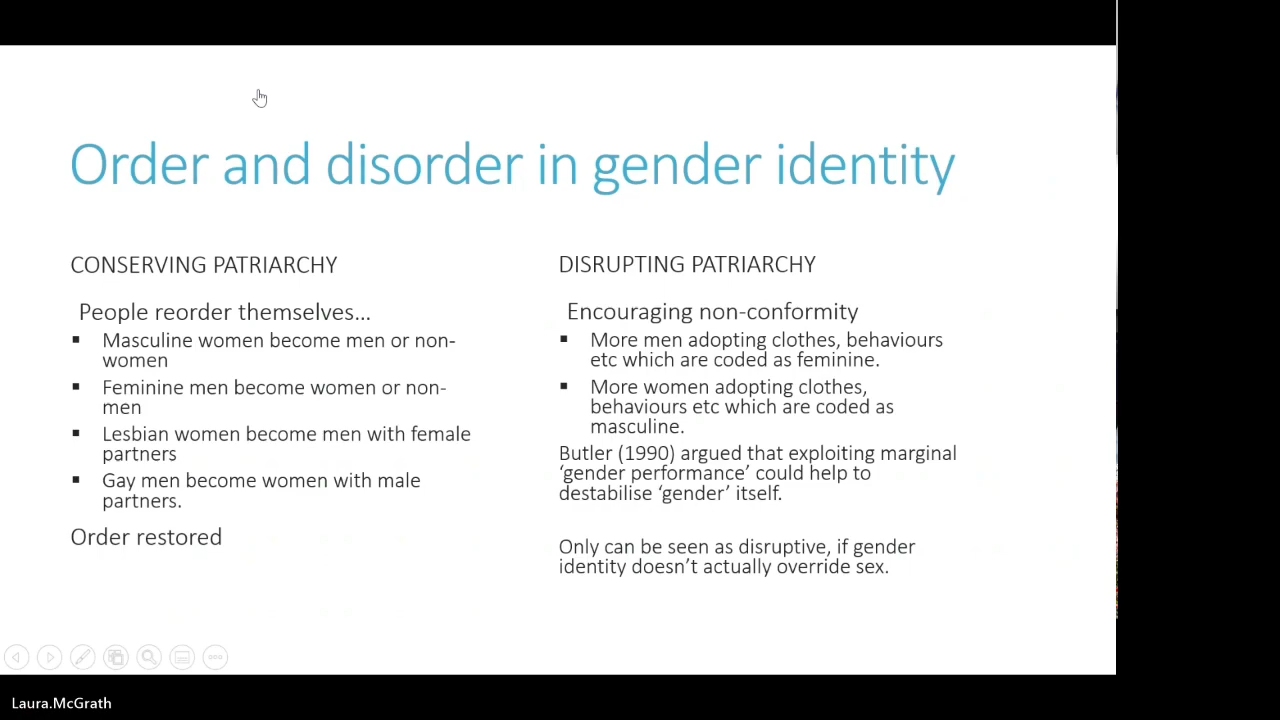 Order and disorder in gender identity
CONSERVING PATRIARCHY
People reorder themselves…
▪ Masculine women become men or non-
women
▪ Feminine men become women or non-
men
▪ Lesbian women become men with female
partners
▪ Gay men become women with male
partners.
Order restored
DISRUPTING PATRIARCHY
Encouraging non-conformity
▪ More men adopting clothes, behaviours
etc which are coded as feminine.
▪ More women adopting clothes,
behaviours etc which are coded as
masculine.
Butler (1990) argued that exploiting marginal
‘gender performance’ could help to
destabilise ‘gender’ itself.
Only can be seen as disruptive, if gender
identity doesn’t actually override sex.
Laura.McGrath